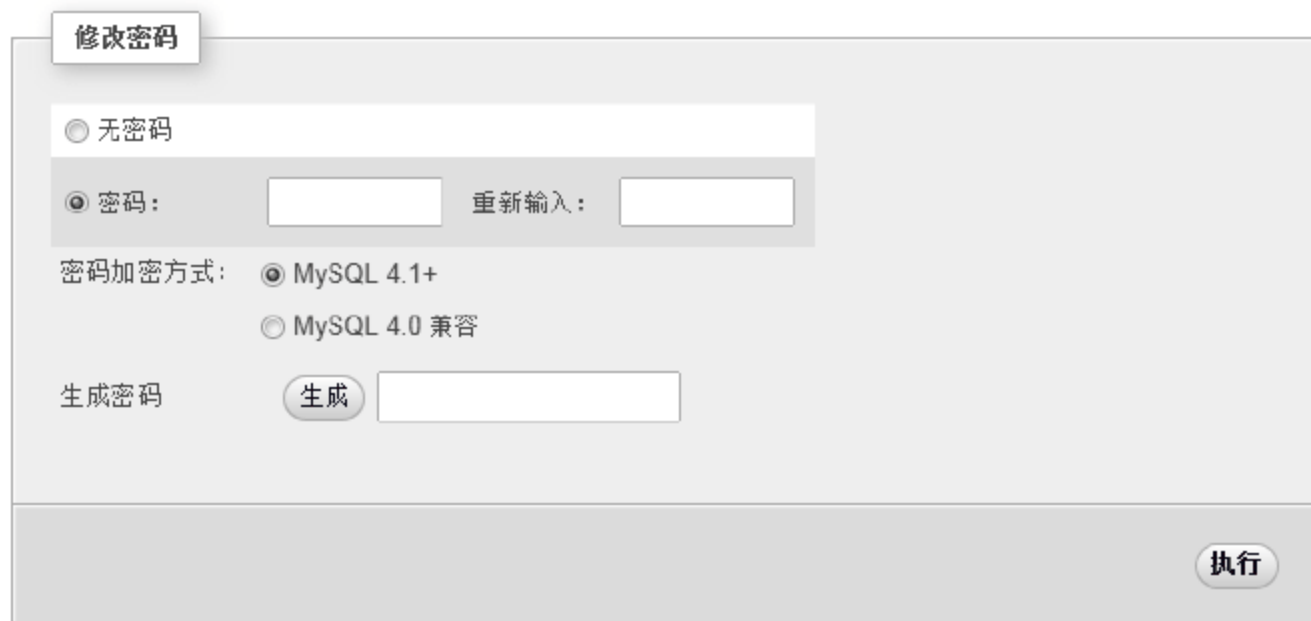 修改密码
无密码
密码： 重新输入：
密码加密方式： MySQL 4.1+
MySQL 4.0 兼容
生成密码 生成
执行